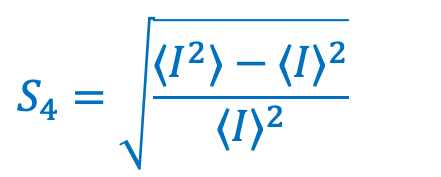 S₄ = √((⟨I²⟩ − ⟨I⟩²) / ⟨I⟩²)